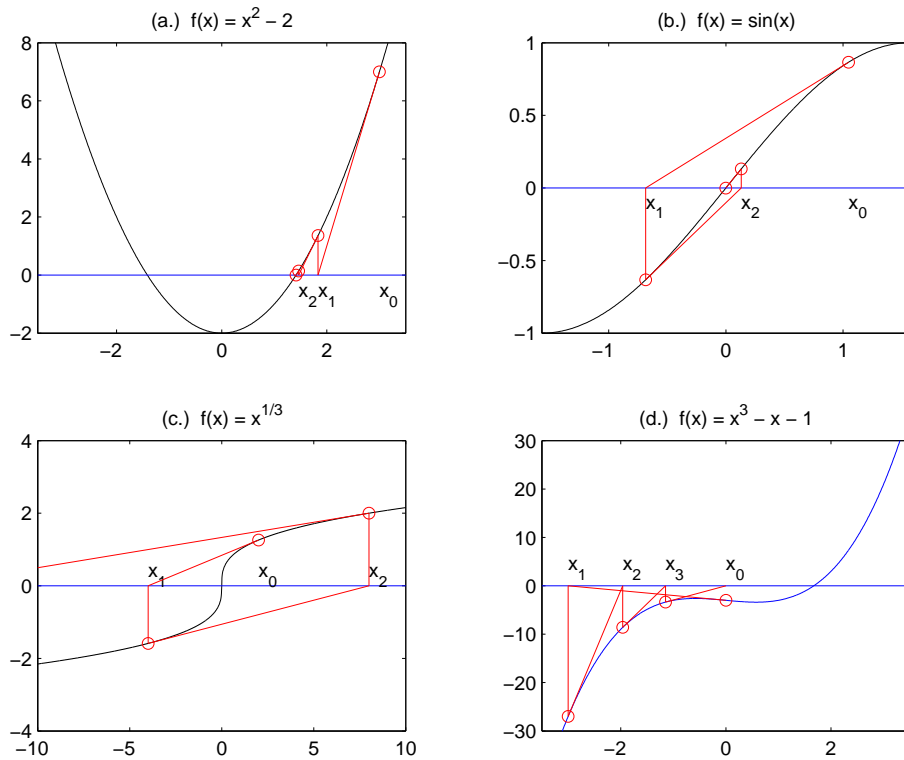 (a.) f(x) = x² − 2
8
6
4
2
0
−2
−2
0
2
x₂
x₁
x₀
(b.) f(x) = sin(x)
1
0.5
0
−0.5
−1
−1
0
1
x₁
x₂
x₀
(c.) f(x) = x^{1/3}
4
2
0
−2
−4
−10
−5
0
5
10
x₁
x₀
x₂
(d.) f(x) = x³ − x − 1
30
20
10
0
−10
−20
−30
−2
0
2
x₁
x₂
x₃
x₀